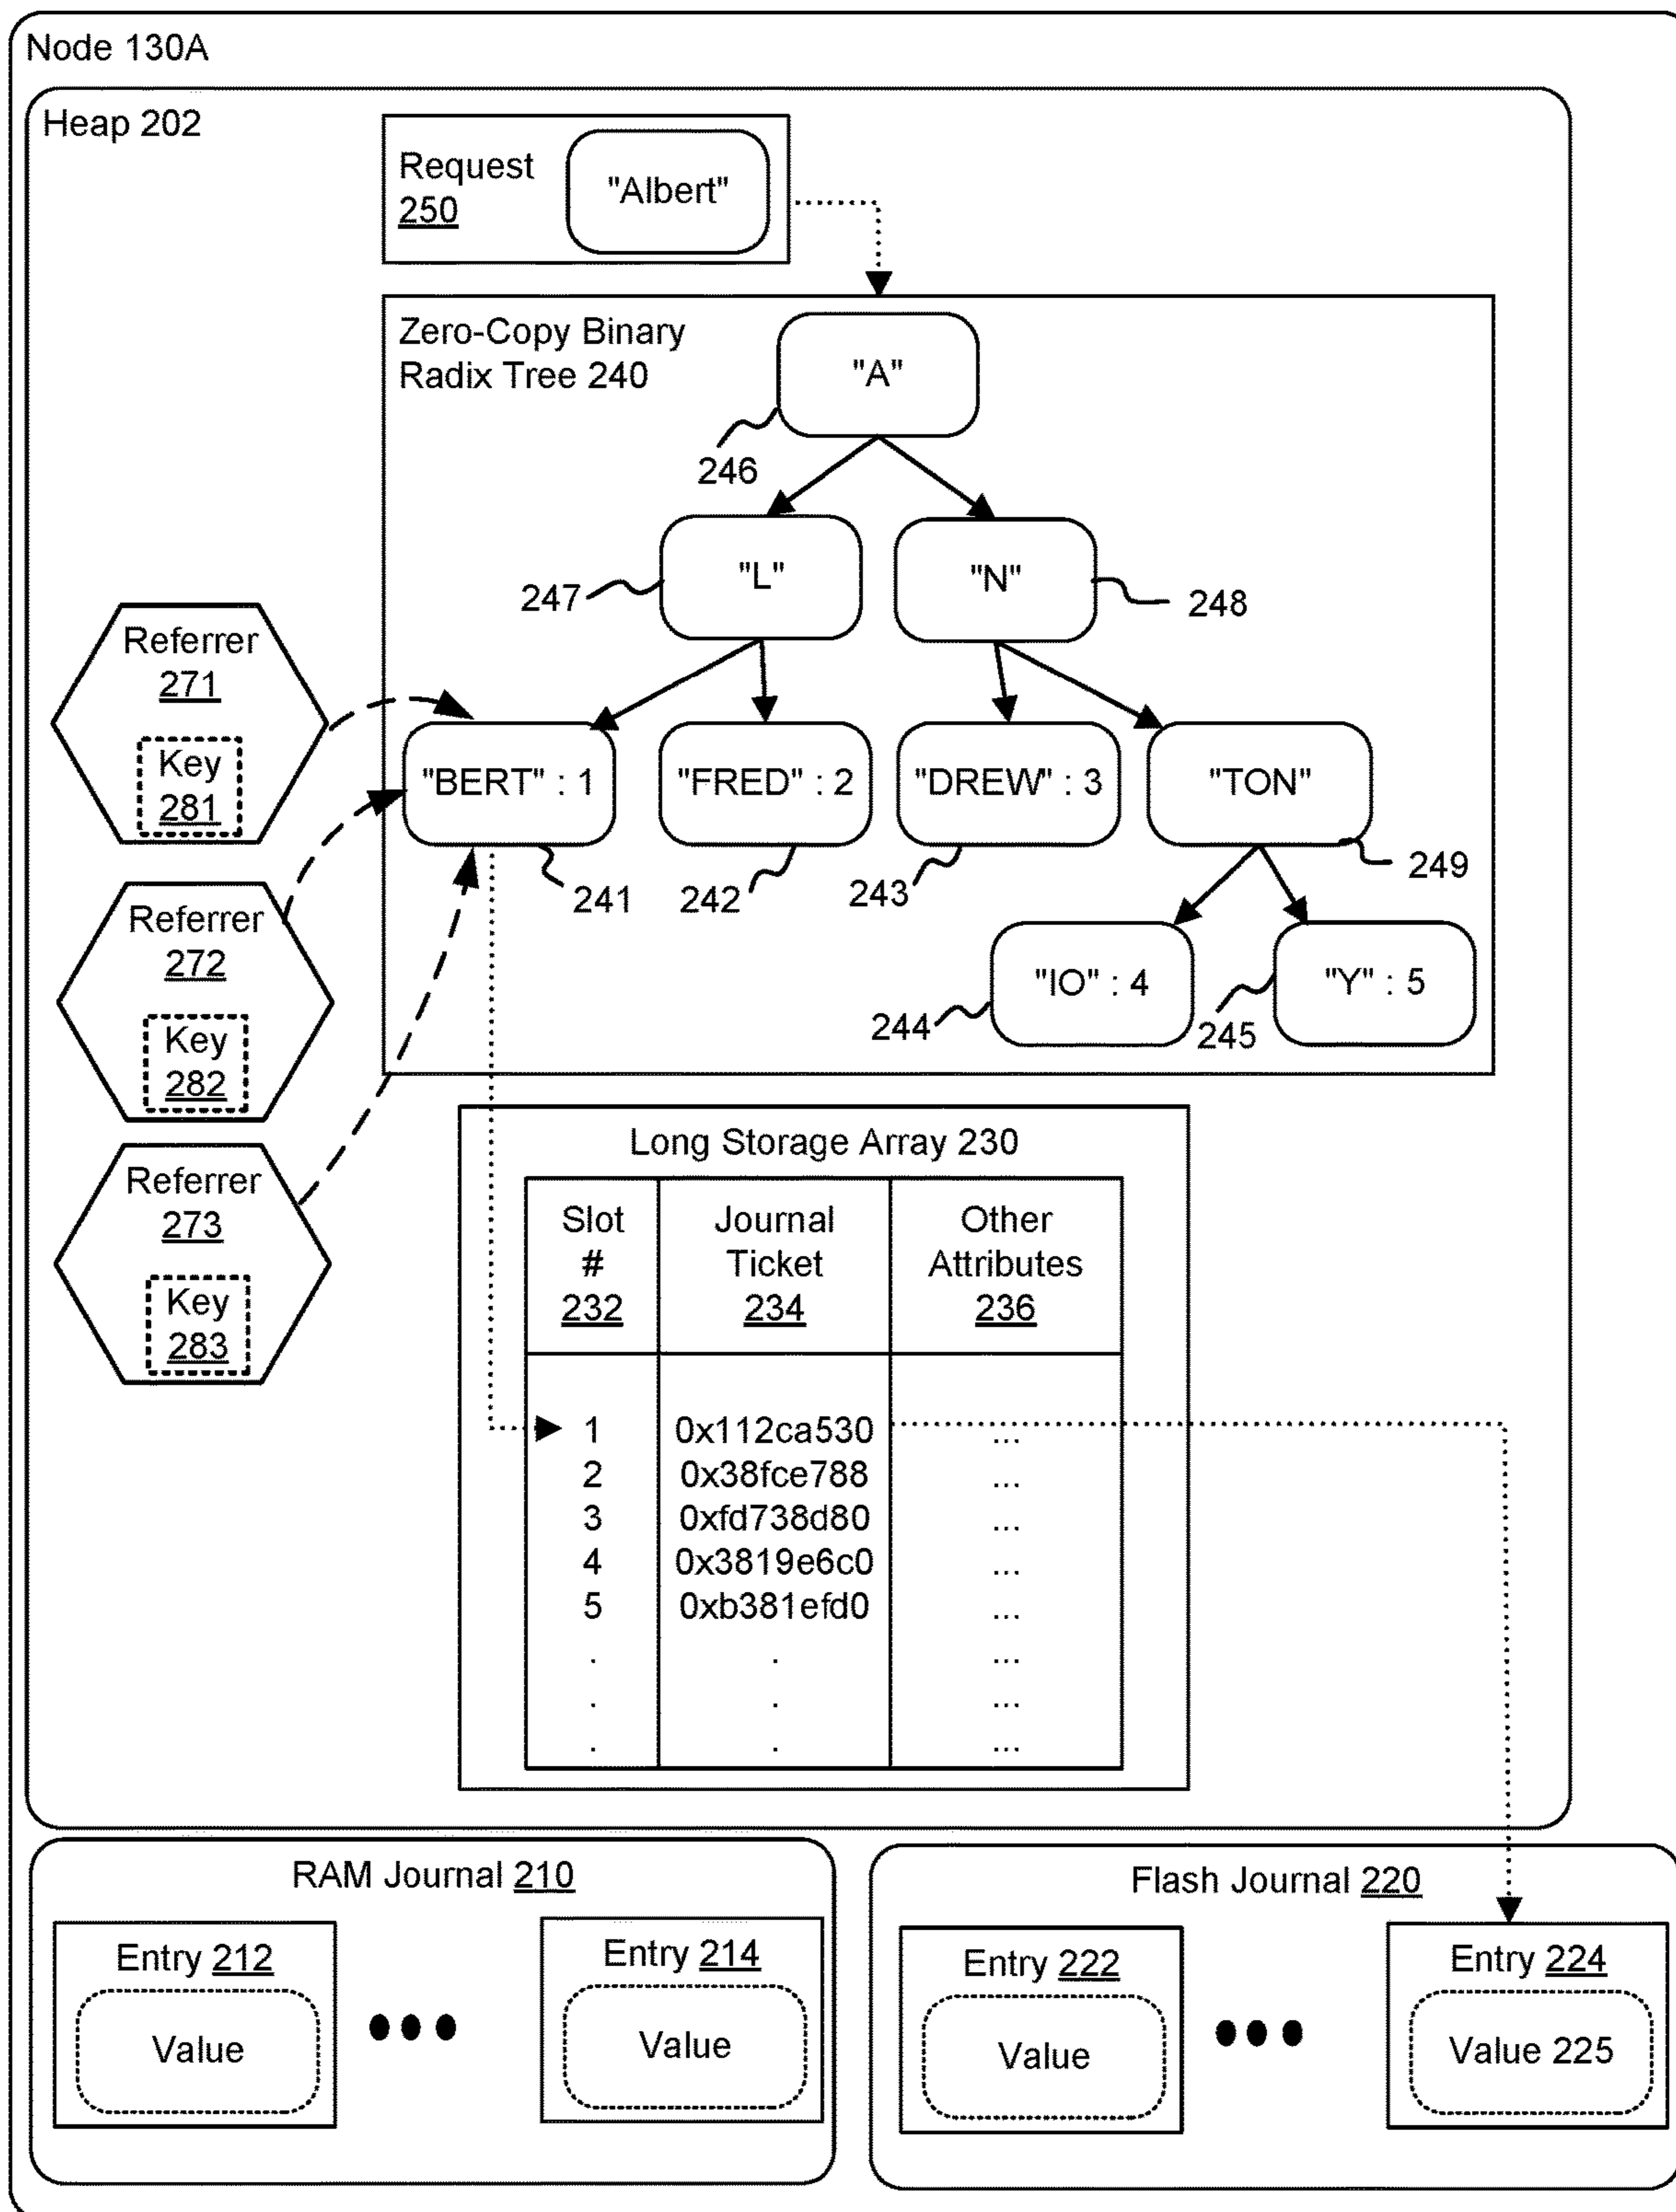 Node 130A
Heap 202
Request
250
"Albert"
Zero-Copy Binary
Radix Tree 240
"A"
246
"L"
"N"
247
248
Referrer
271
Key
281
"BERT" : 1
"FRED" : 2
"DREW" : 3
"TON"
241
242
243
249
Referrer
272
Key
282
"IO" : 4
"Y" : 5
244
245
Referrer
273
Key
283
Long Storage Array 230
Slot
#
232
Journal
Ticket
234
Other
Attributes
236
1 0x112ca530 ...
2 0x38fce788 ...
3 0xfd738d80 ...
4 0x3819e6c0 ...
5 0xb381efd0 ...
. . ...
. . ...
. . ...
RAM Journal 210
Entry 212
Value
Entry 214
Value
Flash Journal 220
Entry 222
Value
Entry 224
Value 225